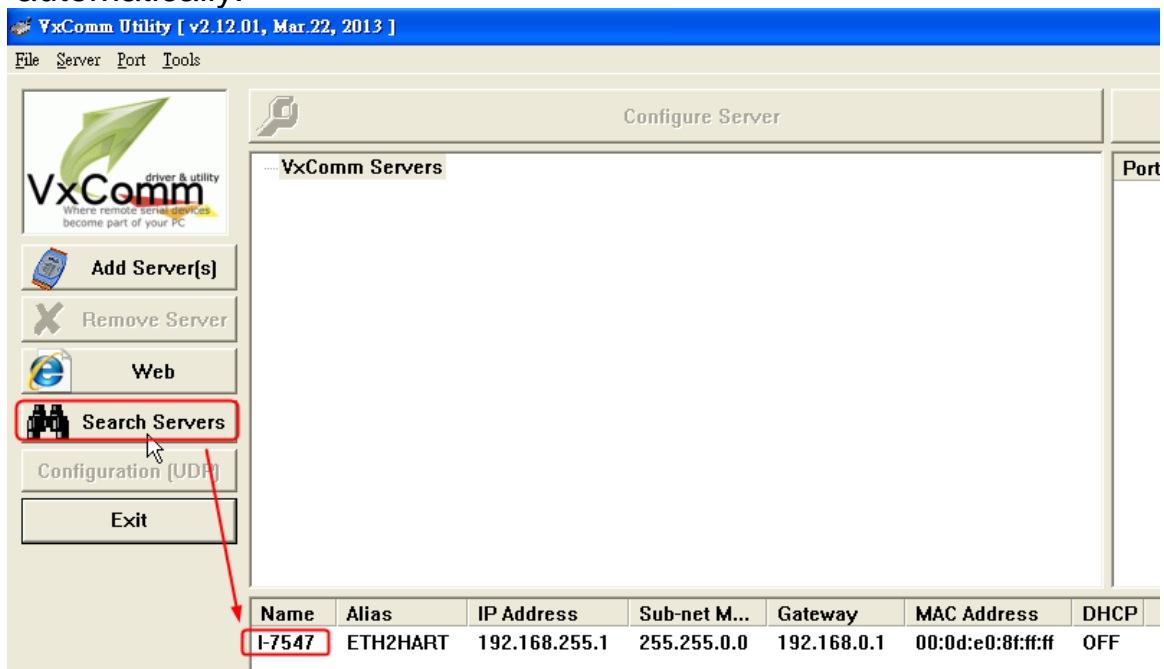 automatically.
VxComm Utility [ v2.12.01, Mar.22, 2013 ]
File Server Port Tools
Configure Server
VxComm driver & utility
Where remote serial devices
become part of your PC
VxComm Servers
Port
Add Server(s)
Remove Server
Web
Search Servers
Configuration (UDP)
Exit
Name Alias IP Address Sub-net M... Gateway MAC Address DHCP
I-7547 ETH2HART 192.168.255.1 255.255.0.0 192.168.0.1 00:0d:e0:8f:ff:ff OFF